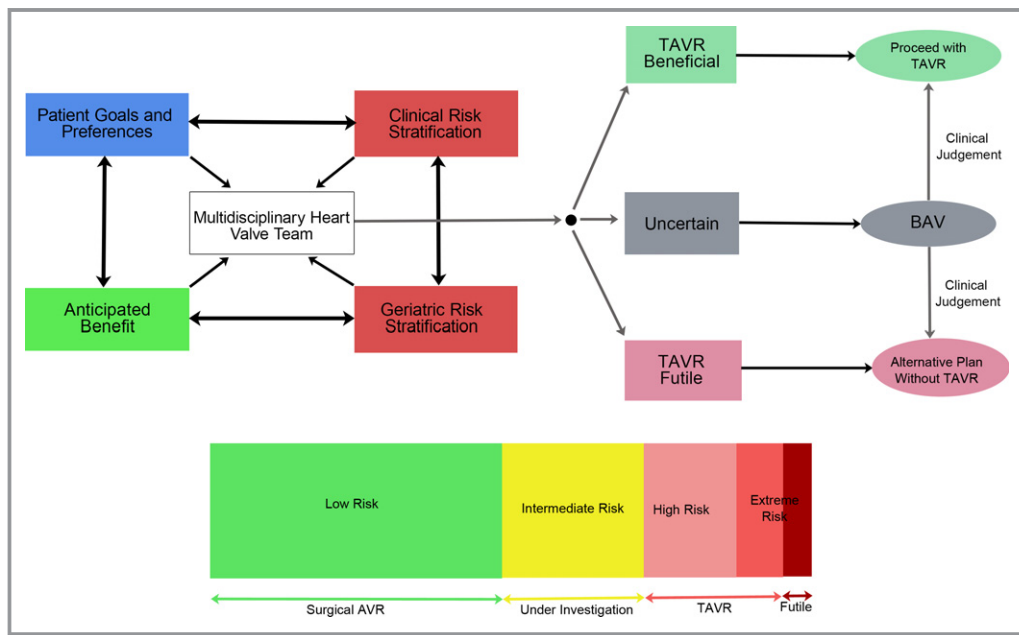 Patient Goals and
Preferences
Clinical Risk
Stratification
Multidisciplinary Heart
Valve Team
Anticipated
Benefit
Geriatric Risk
Stratification
TAVR
Beneficial
Proceed with
TAVR
Clinical
Judgement
Uncertain
BAV
Clinical
Judgement
TAVR
Futile
Alternative Plan
Without TAVR
Low Risk
Intermediate Risk
High Risk
Extreme
Risk
Surgical AVR
Under Investigation
TAVR
Futile